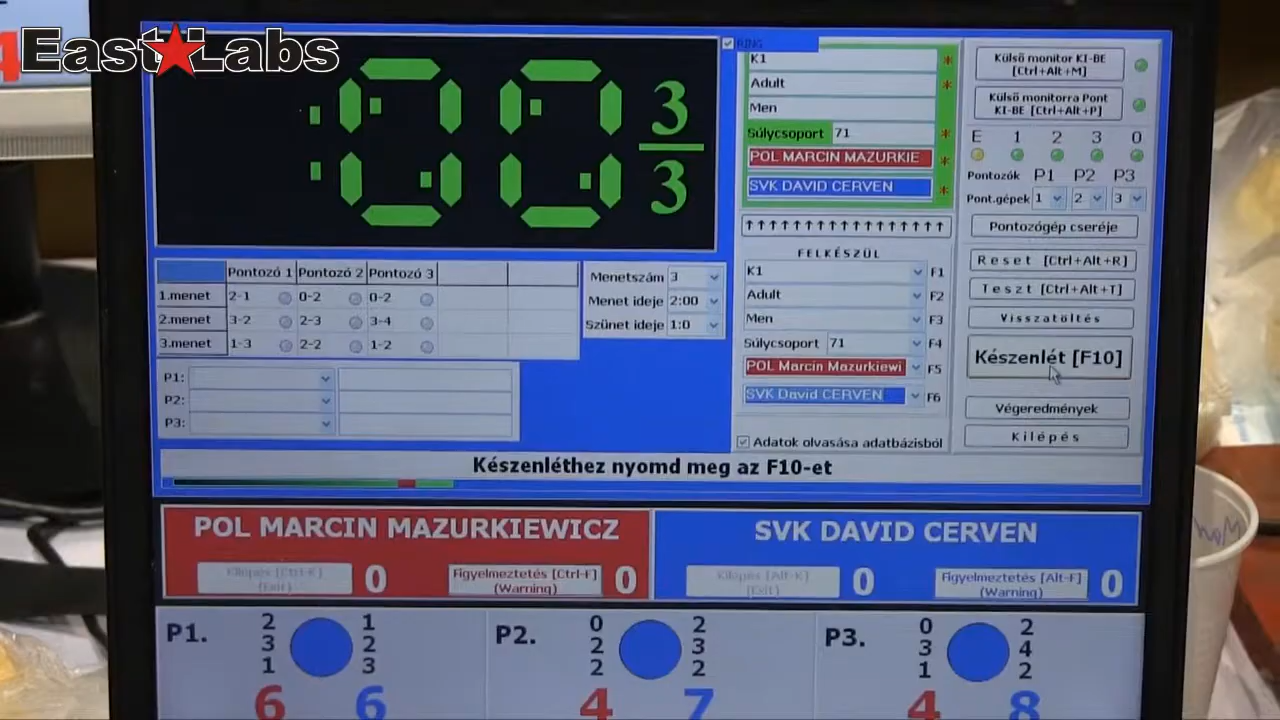 4
East★Labs
:00 3
3
RING
K1
Adult
Men
Súlycsoport 71
POL MARCIN MAZURKIE
SVK DAVID CERVEN
FELKÉSZÜL
K1 F1
Adult F2
Men F3
Súlycsoport 71 F4
POL Marcin Mazurkiewi F5
SVK David CERVEN F6
Adatok olvasása adatbázisból
Külső monitor KI-BE
[Ctrl+Alt+M]
Külső monitorra Pont
KI-BE [Ctrl+Alt+P]
E 1 2 3 0
Pontozók P1 P2 P3
Pont.gépek 1 2 3
Pontozógép cseréje
Reset [Ctrl+Alt+R]
Teszt [Ctrl+Alt+T]
Visszatöltés
Készenlét [F10]
Végeredmények
Kilépés
Pontozó 1 Pontozó 2 Pontozó 3
1.menet 2-1 0-2 0-2
2.menet 3-2 2-3 3-4
3.menet 1-3 2-2 1-2
Menetszám 3
Menet ideje 2:00
Szünet ideje 1:0
P1:
P2:
P3:
Készenléthez nyomd meg az F10-et
POL MARCIN MAZURKIEWICZ
Kilépés [Ctrl-K]
(Exit)
0
Figyelmeztetés [Ctrl-F]
(Warning)
0
SVK DAVID CERVEN
Kilépés [Alt-K]
(Exit)
0
Figyelmeztetés [Alt-F]
(Warning)
0
P1. 2 1
3 2
1 3
6 6
P2. 0 2
2 3
2 2
4 7
P3. 0 2
3 4
1 2
4 8